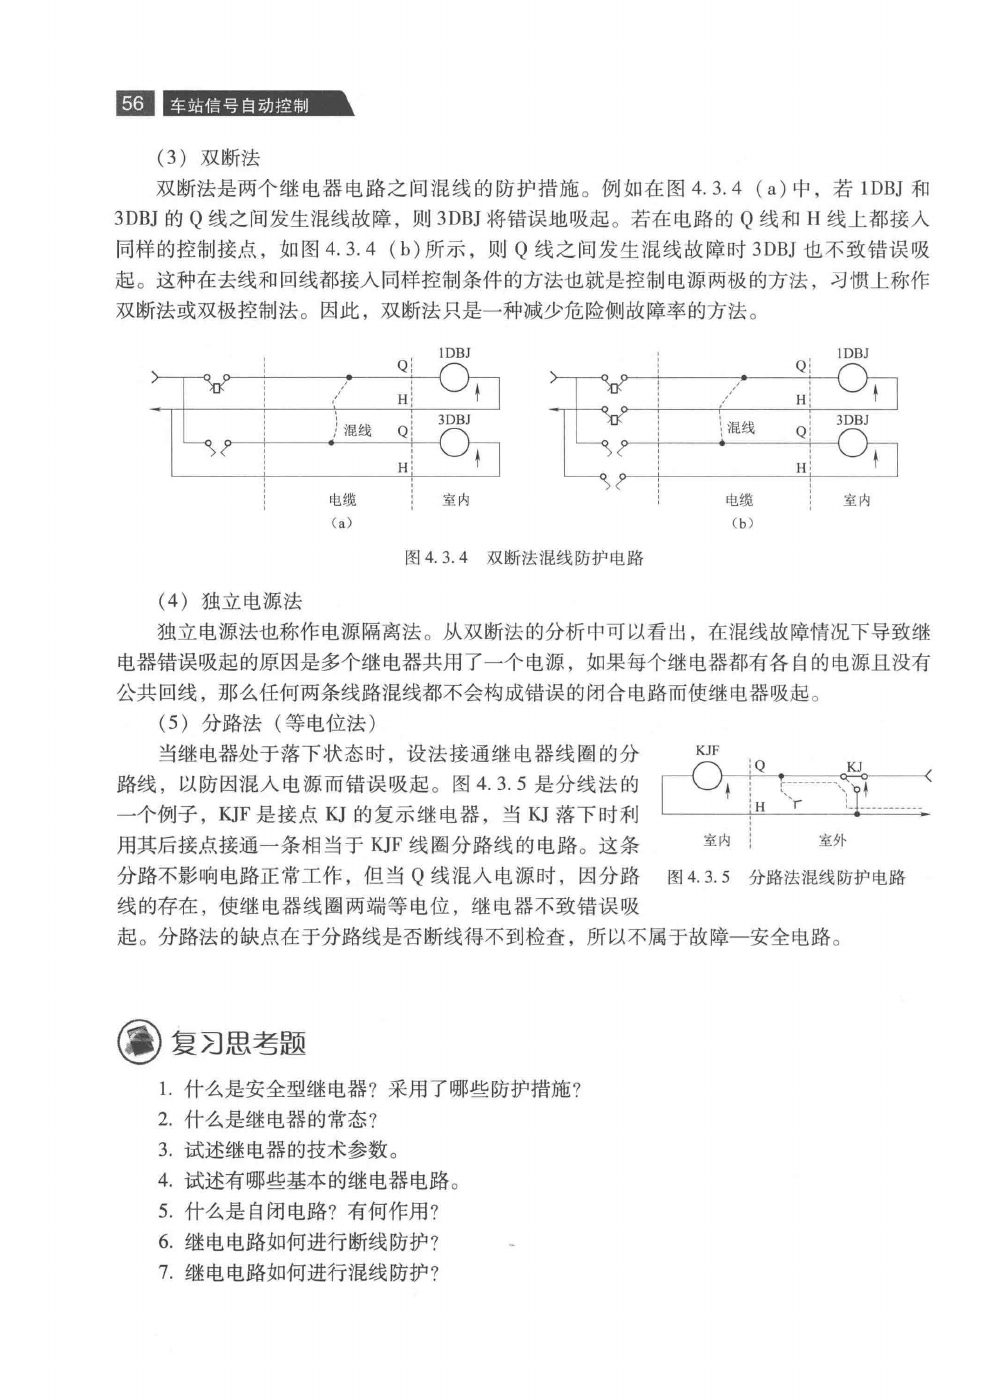 56 车站信号自动控制
（3）双断法
双断法是两个继电器电路之间混线的防护措施。例如在图 4.3.4（a）中，若 1DBJ 和
3DBJ 的 Q 线之间发生混线故障，则 3DBJ 将错误地吸起。若在电路的 Q 线和 H 线上都接入
同样的控制接点，如图 4.3.4（b）所示，则 Q 线之间发生混线故障时 3DBJ 也不致错误吸
起。这种在去线和回线都接入同样控制条件的方法也就是控制电源两极的方法，习惯上称作
双断法或双极控制法。因此，双断法只是一种减少危险侧故障率的方法。
1DBJ
Q
H
3DBJ
混线
Q
H
电缆
室内
（a）
1DBJ
Q
H
3DBJ
混线
Q
H
电缆
室内
（b）
图 4.3.4 双断法混线防护电路
（4）独立电源法
独立电源法也称作电源隔离法。从双断法的分析中可以看出，在混线故障情况下导致继
电器错误吸起的原因是多个继电器共用了一个电源，如果每个继电器都有各自的电源且没有
公共回线，那么任何两条线路混线都不会构成错误的闭合电路而使继电器吸起。
（5）分路法（等电位法）
当继电器处于落下状态时，设法接通继电器线圈的分
路线，以防因混入电源而错误吸起。图 4.3.5 是分线法的
一个例子，KJF 是接点 KJ 的复示继电器，当 KJ 落下时利
用其后接点接通一条相当于 KJF 线圈分路线的电路。这条
分路不影响电路正常工作，但当 Q 线混入电源时，因分路
线的存在，使继电器线圈两端等电位，继电器不致错误吸
起。分路法的缺点在于分路线是否断线得不到检查，所以不属于故障—安全电路。
KJF
Q
KJ
H
室内
室外
图 4.3.5 分路法混线防护电路
复习思考题
1. 什么是安全型继电器？采用了哪些防护措施？
2. 什么是继电器的常态？
3. 试述继电器的技术参数。
4. 试述有哪些基本的继电器电路。
5. 什么是自闭电路？有何作用？
6. 继电电路如何进行断线防护？
7. 继电电路如何进行混线防护？